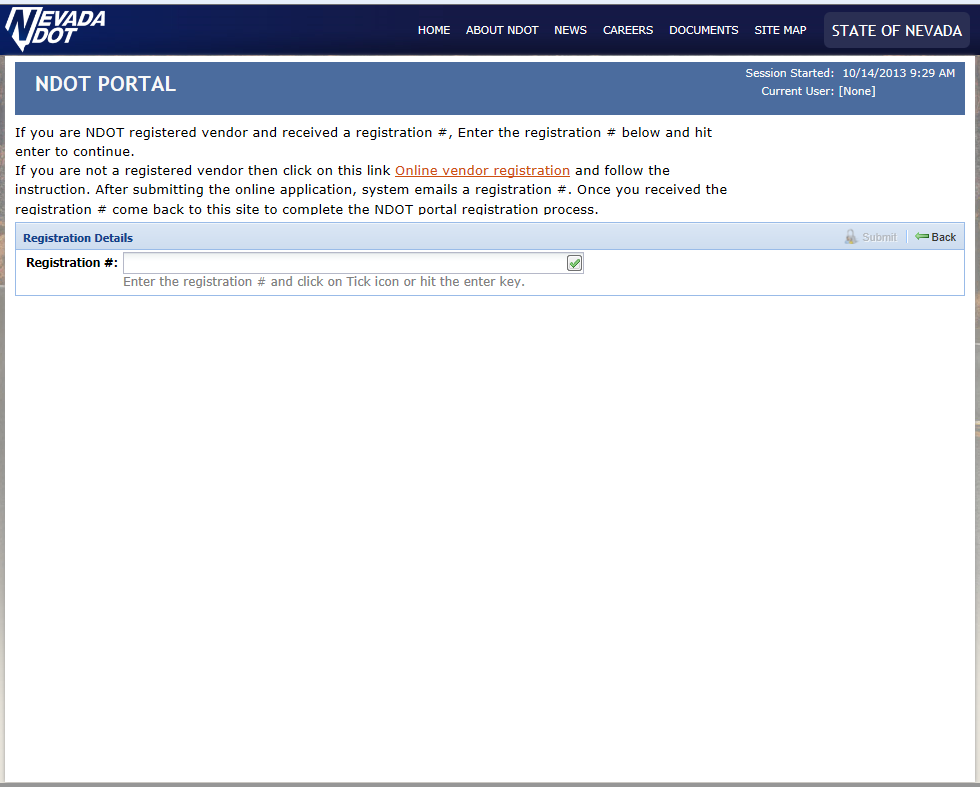 NEVADA
NDOT
HOME ABOUT NDOT NEWS CAREERS DOCUMENTS SITE MAP STATE OF NEVADA
NDOT PORTAL
Session Started: 10/14/2013 9:29 AM
Current User: [None]
If you are NDOT registered vendor and received a registration #, Enter the registration # below and hit
enter to continue.
If you are not a registered vendor then click on this link Online vendor registration and follow the
instruction. After submitting the online application, system emails a registration #. Once you received the
registration # come back to this site to complete the NDOT portal registration process.
Registration Details Submit Back
Registration #:
Enter the registration # and click on Tick icon or hit the enter key.